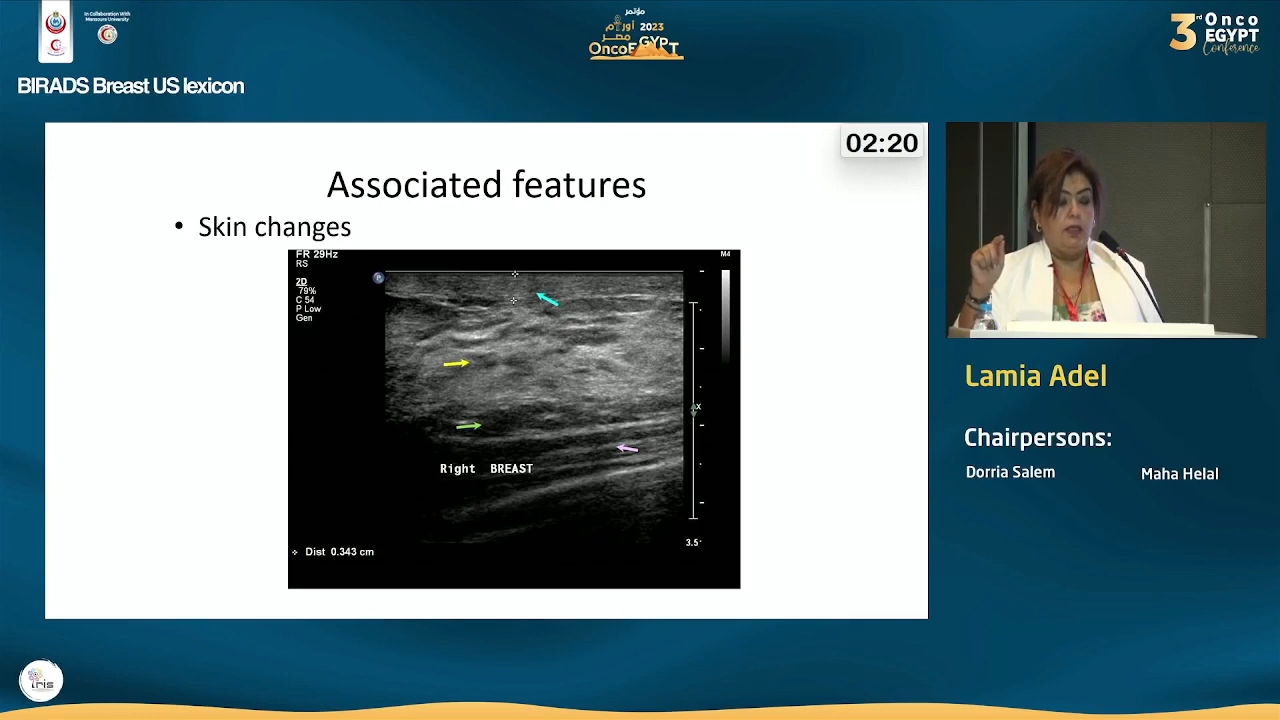 In Collaboration With
Mansoura University
مؤتمر
أورام 2023
مصر
OncoEGYPT
3rd Onco
EGYPT
Conference
BIRADS Breast US lexicon
02:20
Associated features
• Skin changes
FR 29Hz
RS
M4
P
2D
79%
C 54
P Low
Gen
X
Right BREAST
3.5
Dist 0.343 cm
Lamia Adel
Chairpersons:
Dorria Salem
Maha Helal
iris